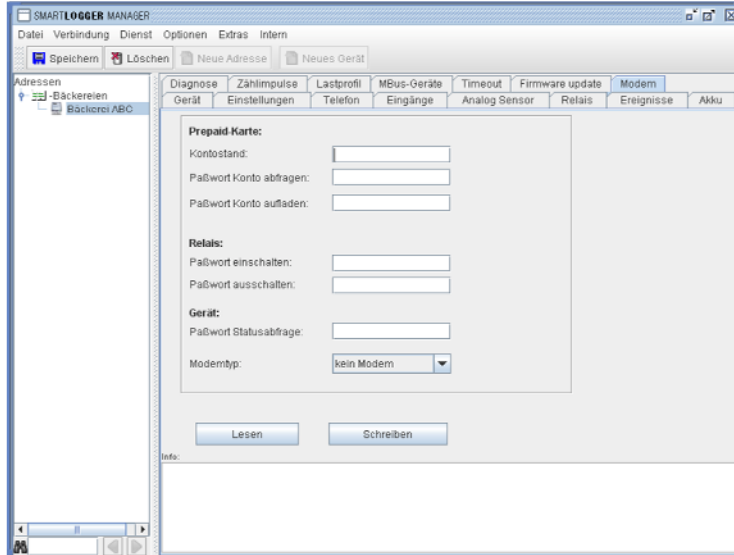 SMARTLOGGER MANAGER
Datei Verbindung Dienst Optionen Extras Intern
Speichern Löschen Neue Adresse Neues Gerät
Adressen
-Bäckereien
Bäckerei ABC
Diagnose Zählimpulse Lastprofil MBus-Geräte Timeout Firmware update Modem
Gerät Einstellungen Telefon Eingänge Analog Sensor Relais Ereignisse Akku
Prepaid-Karte:
Kontostand:
Paßwort Konto abfragen:
Paßwort Konto aufladen:
Relais:
Paßwort einschalten:
Paßwort ausschalten:
Gerät:
Paßwort Statusabfrage:
Modemtyp: kein Modem
Lesen Schreiben
Info: